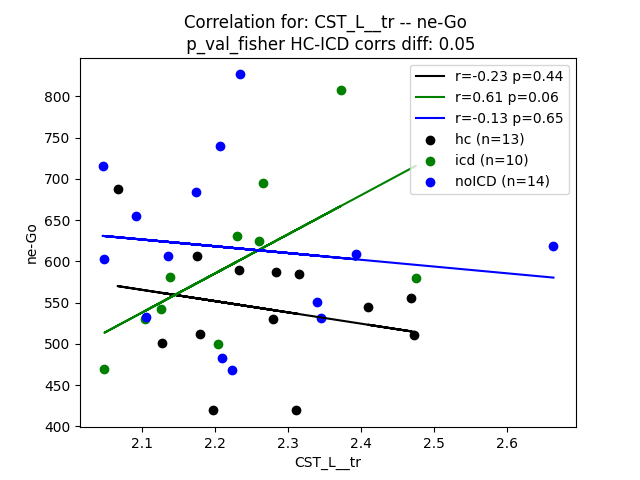 Correlation for: CST_L__tr -- ne-Go
p_val_fisher HC-ICD corrs diff: 0.05
r=-0.23 p=0.44
r=0.61 p=0.06
r=-0.13 p=0.65
hc (n=13)
icd (n=10)
noICD (n=14)
ne-Go
800
750
700
650
600
550
500
450
400
2.1 2.2 2.3 2.4 2.5 2.6
CST_L__tr